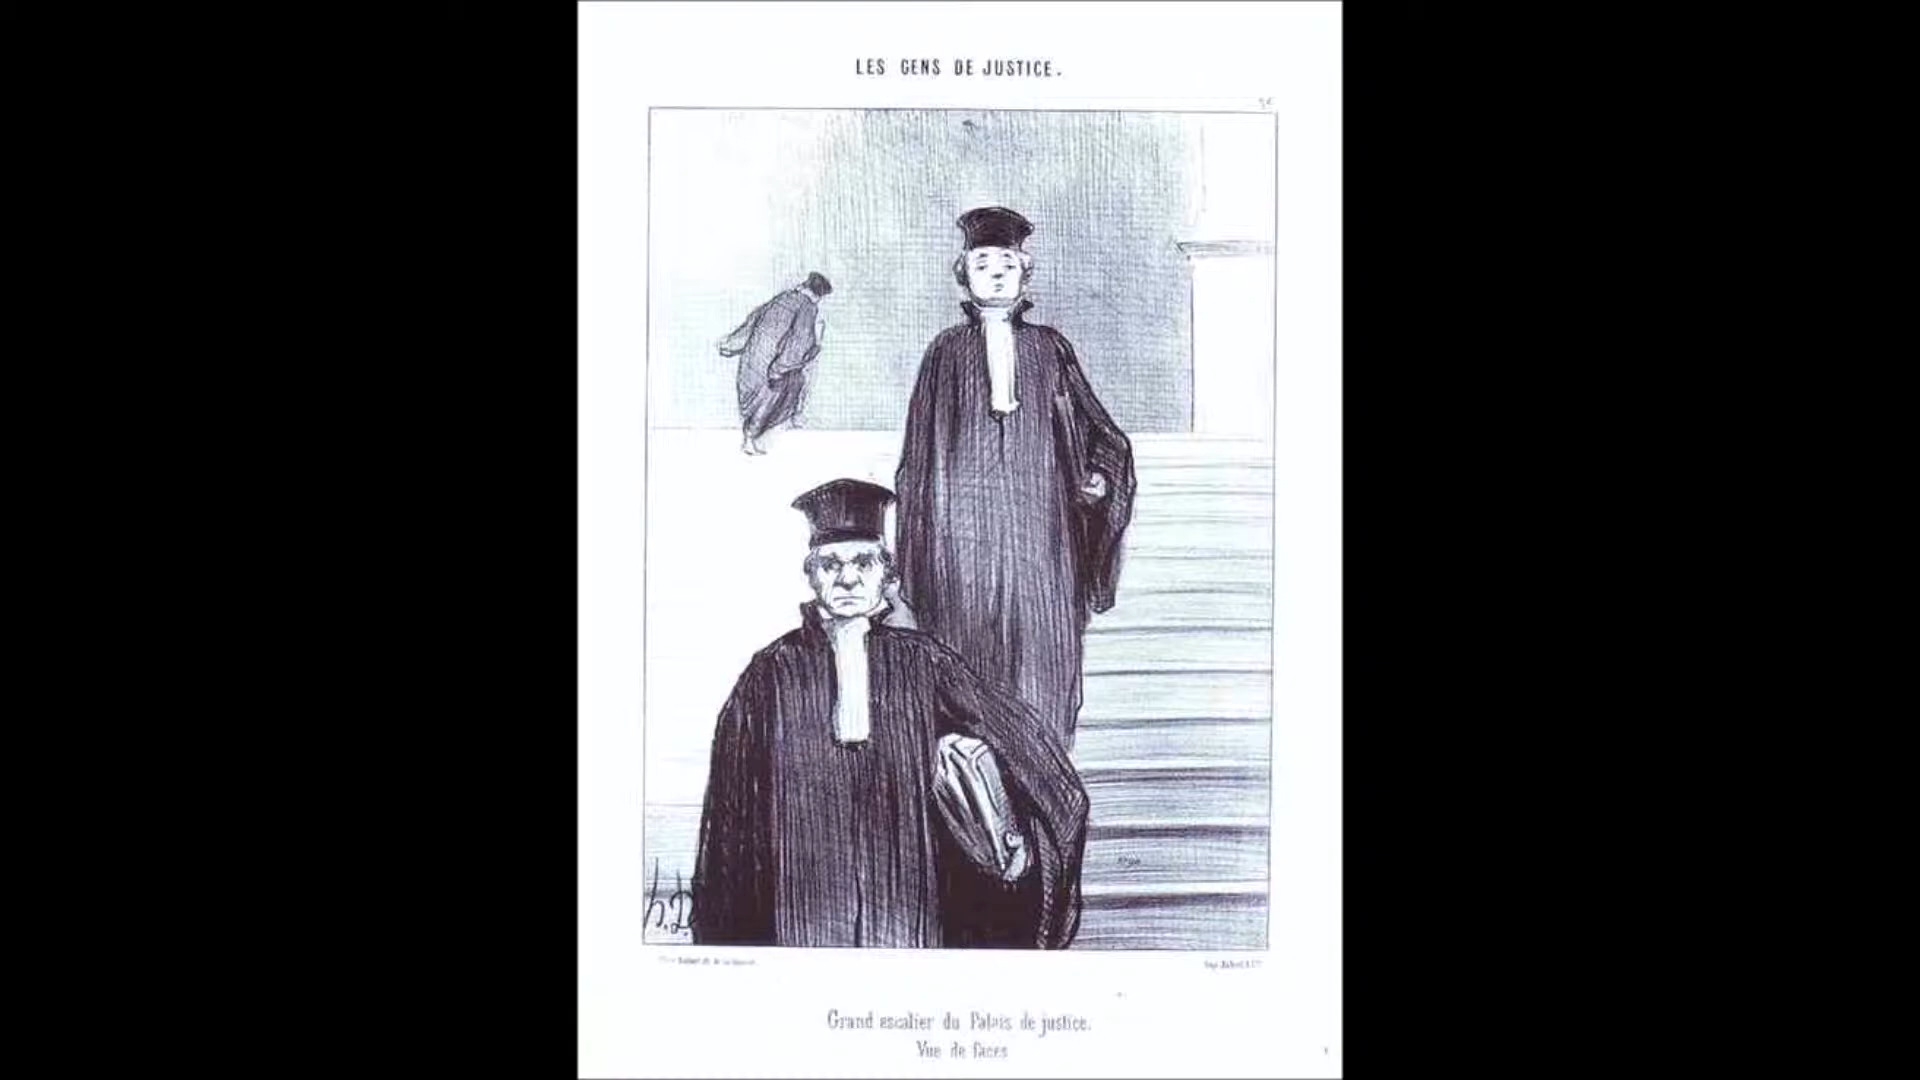 LES GENS DE JUSTICE.
h.D.
Grand escalier du Palais de justice.
Vue de faces